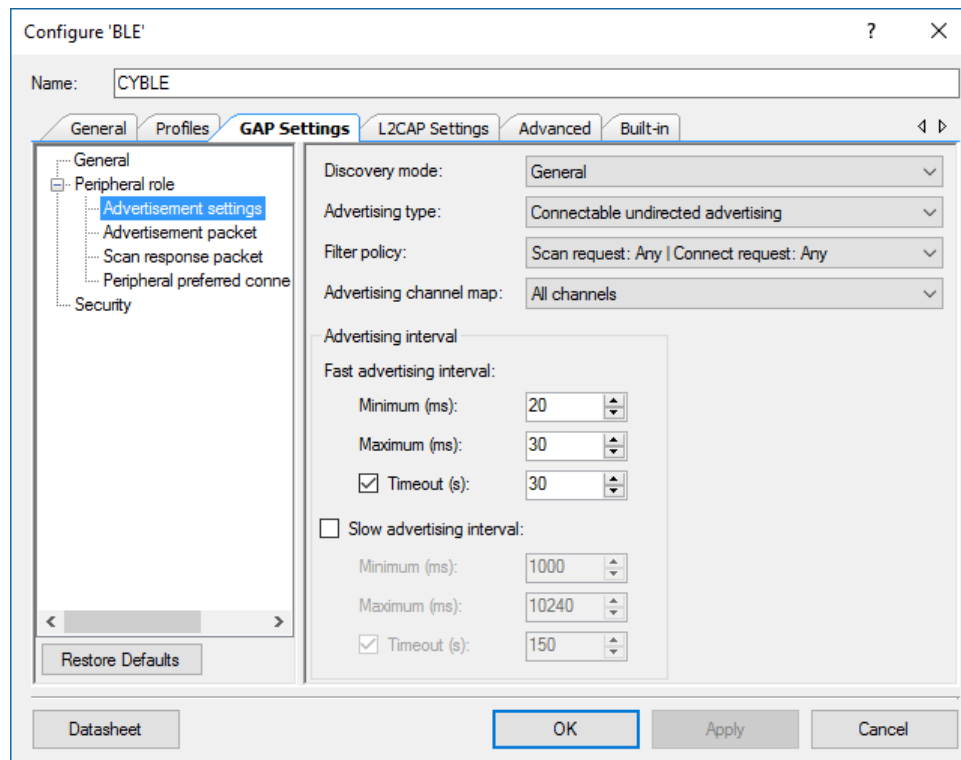 Configure 'BLE' ?
Name: CYBLE
General Profiles GAP Settings L2CAP Settings Advanced Built-in
General
Peripheral role
Advertisement settings
Advertisement packet
Scan response packet
Peripheral preferred conne
Security
Restore Defaults
Discovery mode: General
Advertising type: Connectable undirected advertising
Filter policy: Scan request: Any | Connect request: Any
Advertising channel map: All channels
Advertising interval
Fast advertising interval:
Minimum (ms): 20
Maximum (ms): 30
Timeout (s): 30
Slow advertising interval:
Minimum (ms): 1000
Maximum (ms): 10240
Timeout (s): 150
Datasheet OK Apply Cancel